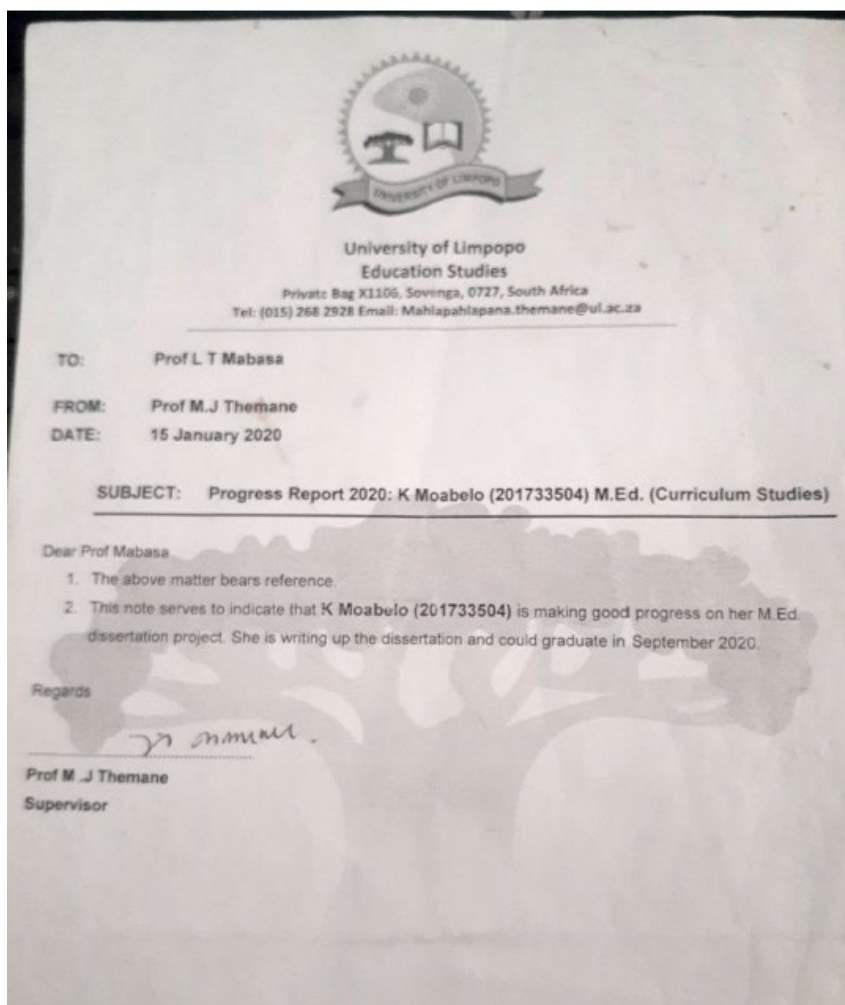 UNIVERSITY OF LIMPOPO
University of Limpopo
Education Studies
Private Bag X1106, Sovenga, 0727, South Africa
Tel: (015) 268 2928 Email: Mahlapahlapana.themane@ul.ac.za
TO: Prof L T Mabasa
FROM: Prof M.J Themane
DATE: 15 January 2020
SUBJECT: Progress Report 2020: K Moabelo (201733504) M.Ed. (Curriculum Studies)
Dear Prof Mabasa
1. The above matter bears reference.
2. This note serves to indicate that K Moabelo (201733504) is making good progress on her M.Ed.
dissertation project. She is writing up the dissertation and could graduate in September 2020.
Regards
Prof M .J Themane
Supervisor